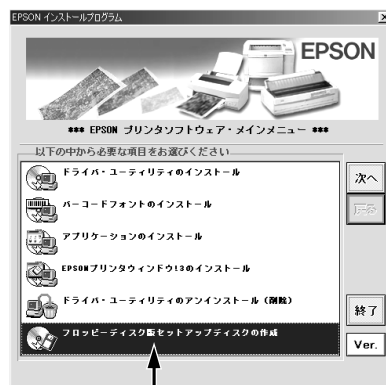 EPSON インストールプログラム
EPSON
*** EPSON プリンタソフトウェア・メインメニュー ***
以下の中から必要な項目をお選びください
ドライバ・ユーティリティのインストール
バーコードフォントのインストール
アプリケーションのインストール
EPSONプリンタウィンドウ!3のインストール
ドライバ・ユーティリティのアンインストール（削除）
フロッピーディスク版セットアップディスクの作成
次へ
戻る
終了
Ver.